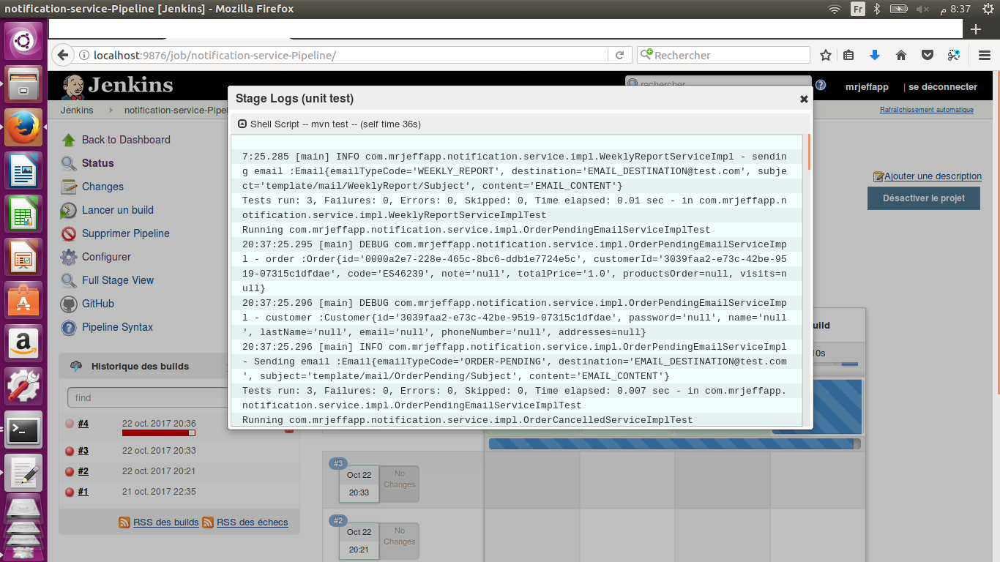 notification-service-Pipeline [Jenkins] - Mozilla Firefox
Fr
8:37 م
localhost:9876/job/notification-service-Pipeline/
Rechercher
Jenkins
rechercher
mrjeffapp
| se déconnecter
Jenkins
notification-service-Pipel
Rafraîchissement automatique
Back to Dashboard
Status
Changes
Lancer un build
Supprimer Pipeline
Configurer
Full Stage View
GitHub
Pipeline Syntax
Ajouter une description
Désactiver le projet
Stage Logs (unit test)
Shell Script -- mvn test -- (self time 36s)
7:25.285 [main] INFO com.mrjeffapp.notification.service.impl.WeeklyReportServiceImpl - sendin
g email :Email{emailTypeCode='WEEKLY_REPORT', destination='EMAIL_DESTINATION@test.com', subje
ct='template/mail/WeeklyReport/Subject', content='EMAIL_CONTENT'}
Tests run: 3, Failures: 0, Errors: 0, Skipped: 0, Time elapsed: 0.01 sec - in com.mrjeffapp.n
otification.service.impl.WeeklyReportServiceImplTest
Running com.mrjeffapp.notification.service.impl.OrderPendingEmailServiceImplTest
20:37:25.295 [main] DEBUG com.mrjeffapp.notification.service.impl.OrderPendingEmailServiceImp
l - order :Order{id='0000a2e7-228e-465c-8bc6-ddb1e7724e5c', customerId='3039faa2-e73c-42be-95
19-07315c1dfdae', code='ES46239', note='null', totalPrice='1.0', productsOrder=null, visits=n
ull}
20:37:25.296 [main] DEBUG com.mrjeffapp.notification.service.impl.OrderPendingEmailServiceImp
l - customer :Customer{id='3039faa2-e73c-42be-9519-07315c1dfdae', password='null', name='null
', lastName='null', email='null', phoneNumber='null', addresses=null}
20:37:25.296 [main] INFO com.mrjeffapp.notification.service.impl.OrderPendingEmailServiceImpl
- Sending email :Email{emailTypeCode='ORDER-PENDING', destination='EMAIL_DESTINATION@test.com
', subject='template/mail/OrderPending/Subject', content='EMAIL_CONTENT'}
Tests run: 3, Failures: 0, Errors: 0, Skipped: 0, Time elapsed: 0.007 sec - in com.mrjeffapp.
notification.service.impl.OrderPendingEmailServiceImplTest
Running com.mrjeffapp.notification.service.impl.OrderCancelledServiceImplTest
uild
10s
Historique des builds
find
#4 22 oct. 2017 20:36
#3 22 oct. 2017 20:33
#2 22 oct. 2017 20:21
#1 21 oct. 2017 22:35
RSS des builds RSS des échecs
#3
Oct 22
20:33
No
Changes
#2
Oct 22
20:21
No
Changes